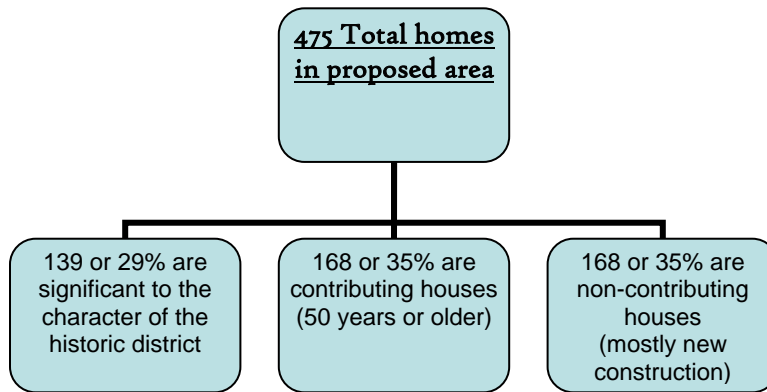 475 Total homes
in proposed area
139 or 29% are
significant to the
character of the
historic district
168 or 35% are
contributing houses
(50 years or older)
168 or 35% are
non-contributing
houses
(mostly new
construction)